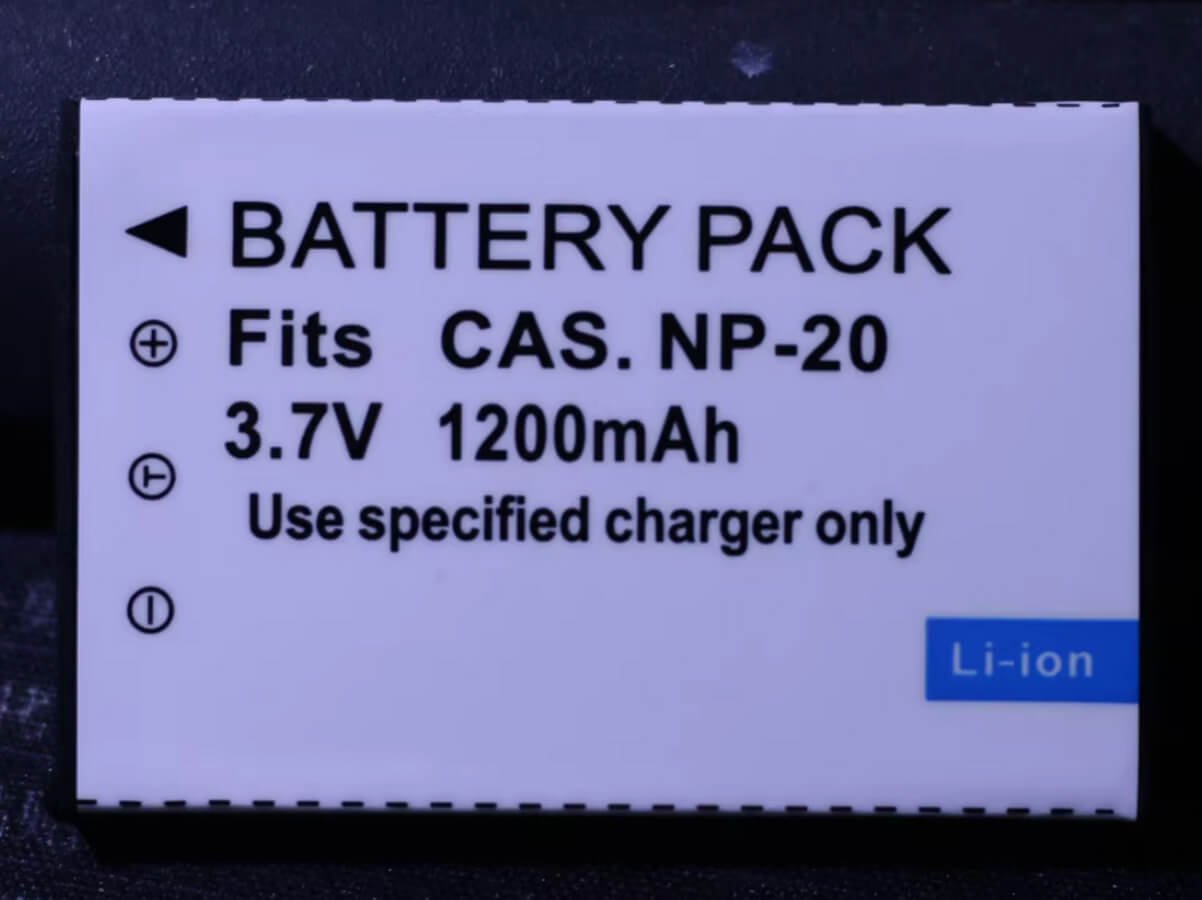 ◀ BATTERY PACK
⊕ Fits CAS. NP-20
3.7V 1200mAh
Ⓣ Use specified charger only
Li-ion